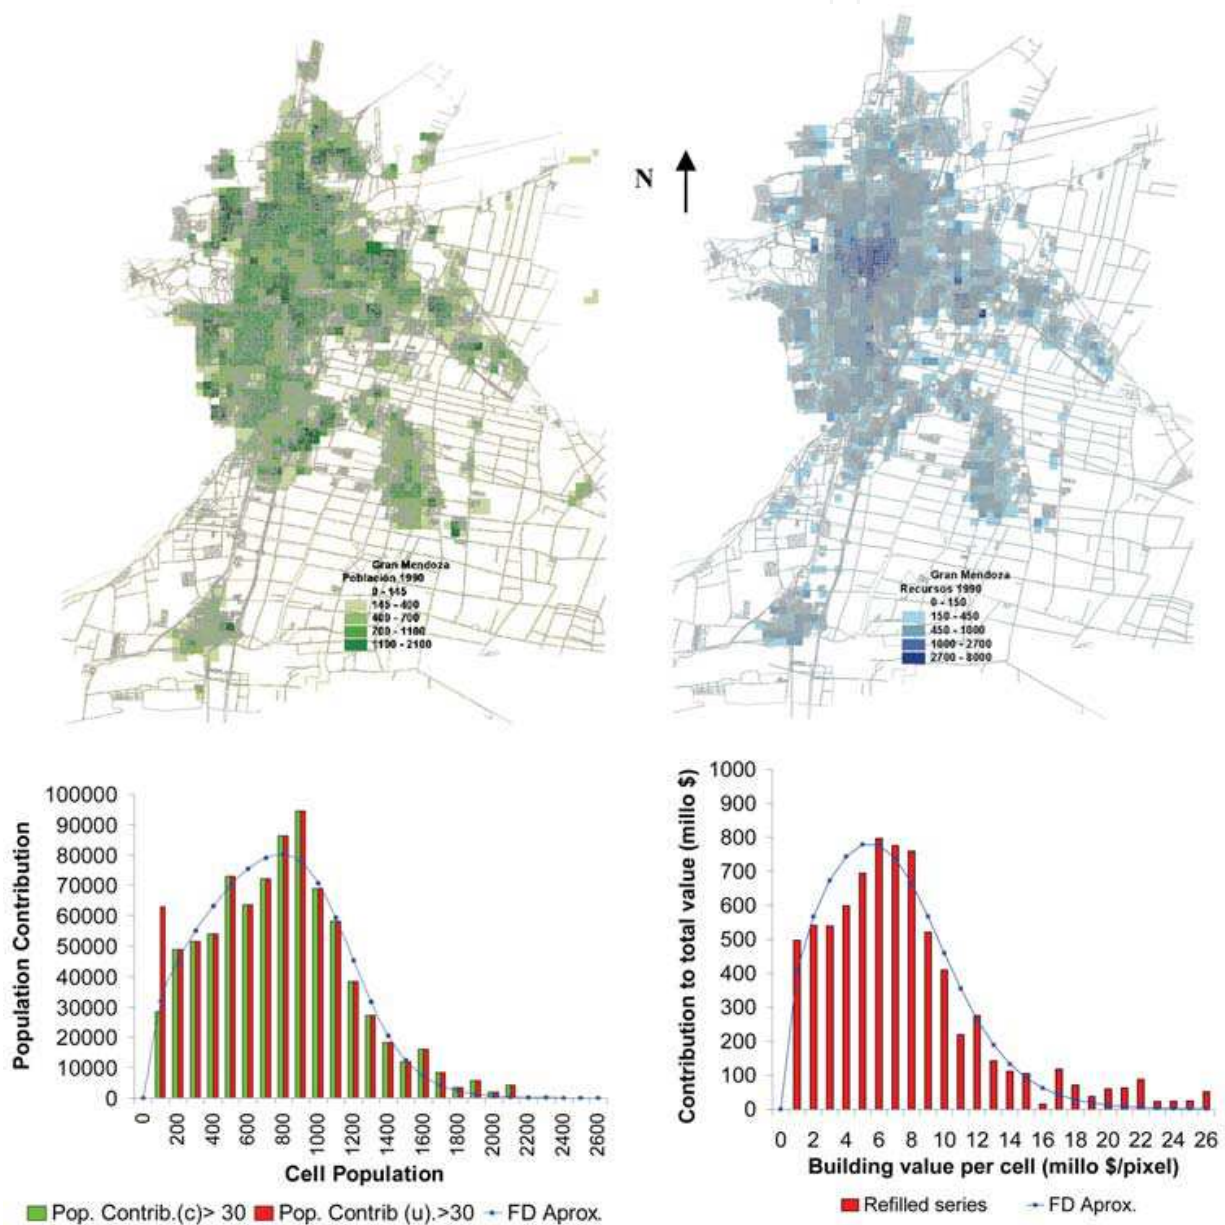 N
Gran Mendoza
Población 1990
0 - 145
145 - 400
400 - 700
700 - 1100
1100 - 2100
Gran Mendoza
Recursos 1990
0 - 150
150 - 450
450 - 1000
1000 - 2700
2700 - 8000
Population Contribution
100000
90000
80000
70000
60000
50000
40000
30000
20000
10000
0
0 200 400 600 800 1000 1200 1400 1600 1800 2000 2200 2400 2600
Cell Population
Pop. Contrib.(c)> 30 Pop. Contrib (u).>30 FD Aprox.
Contribution to total value (millo $)
1000
900
800
700
600
500
400
300
200
100
0
0 2 4 6 8 10 12 14 16 18 20 22 24 26
Building value per cell (millo $/pixel)
Refilled series FD Aprox.